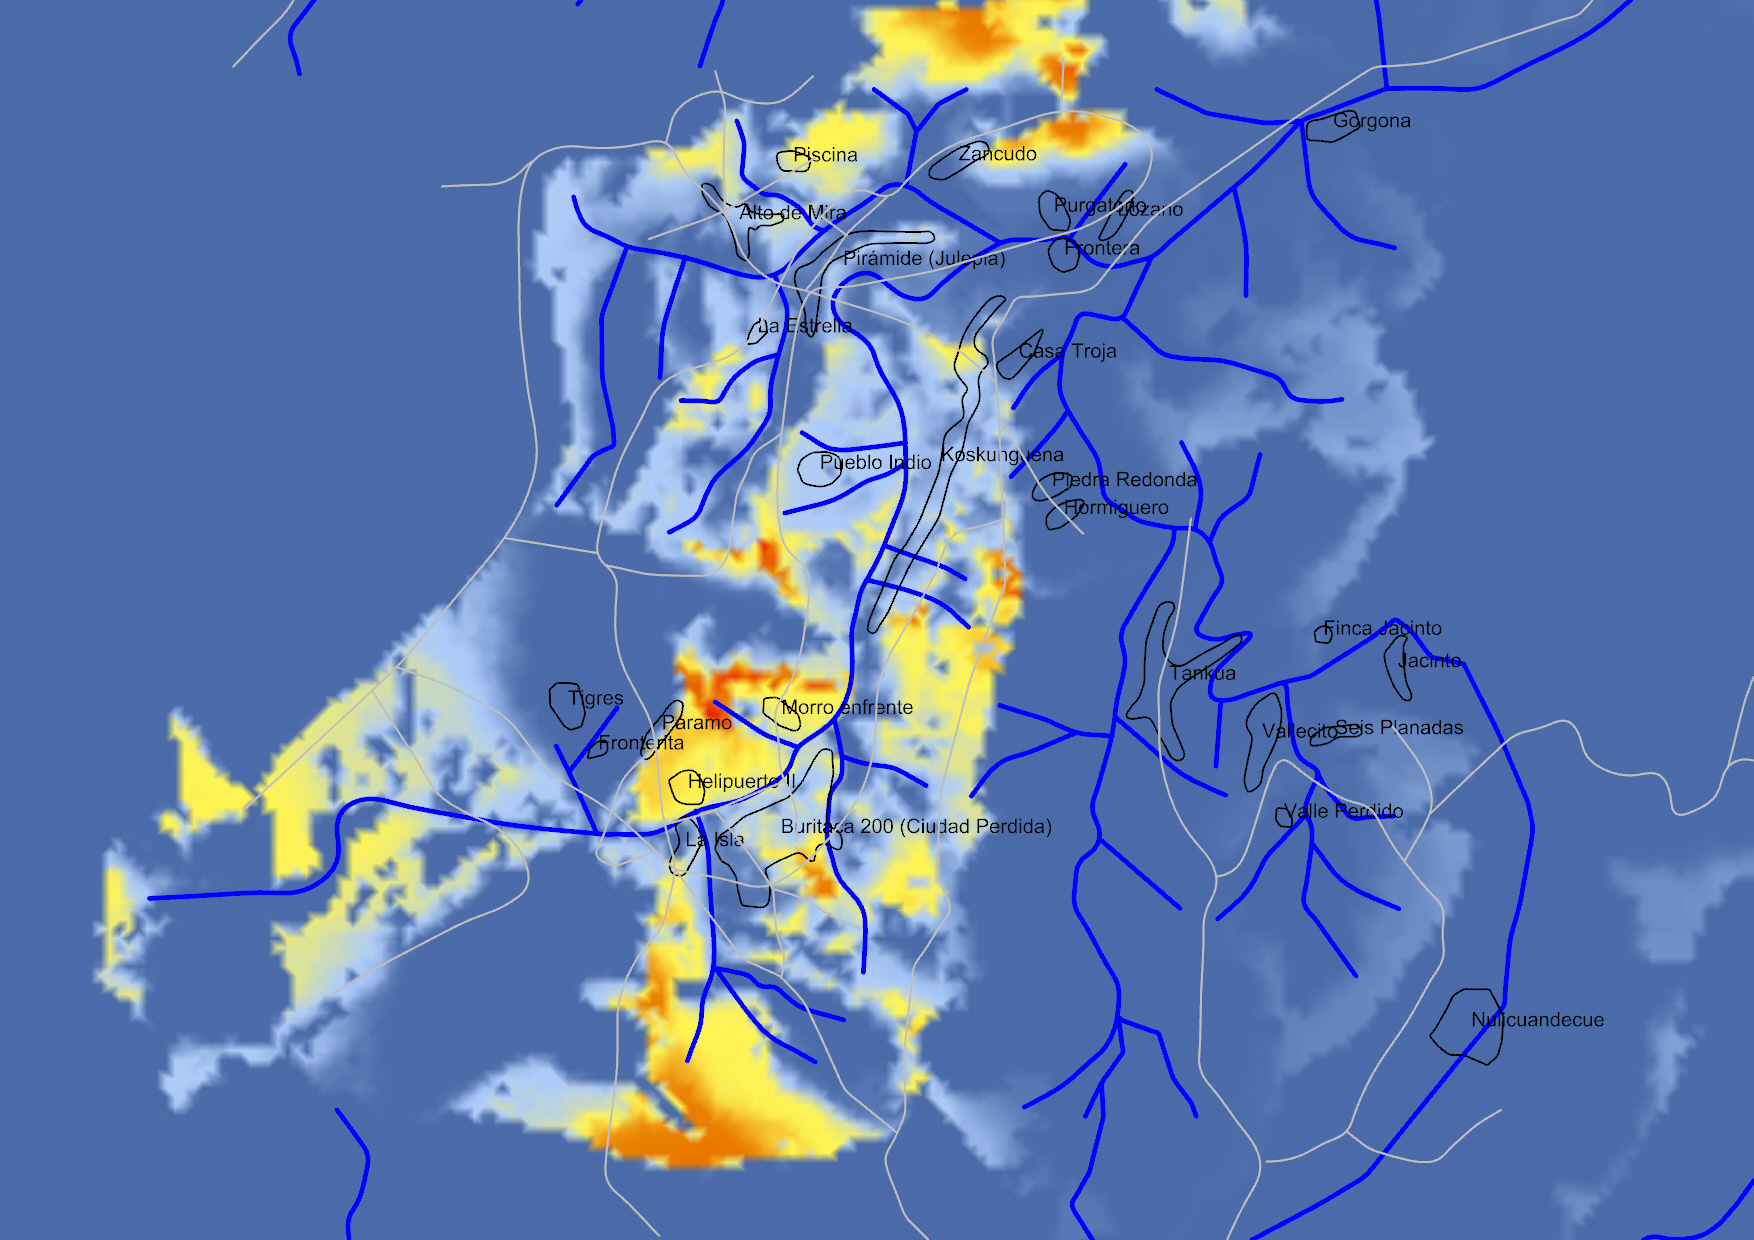 Gorgona
Piscina
Zancudo
Purgatorio
Lozano
Alto de Mira
Frontera
Pirámide (Julepia)
La Estrella
Casa Troja
Koskunguena
Pueblo Indio
Piedra Redonda
Hormiguero
Finca Jacinto
Jacinto
Tankua
Tigres
Morro enfrente
Paramo
Vallecito
Seis Planadas
Fronterita
Helipuerto II
Valle Perdido
Buritaca 200 (Ciudad Perdida)
La Isla
Nulicuandecue